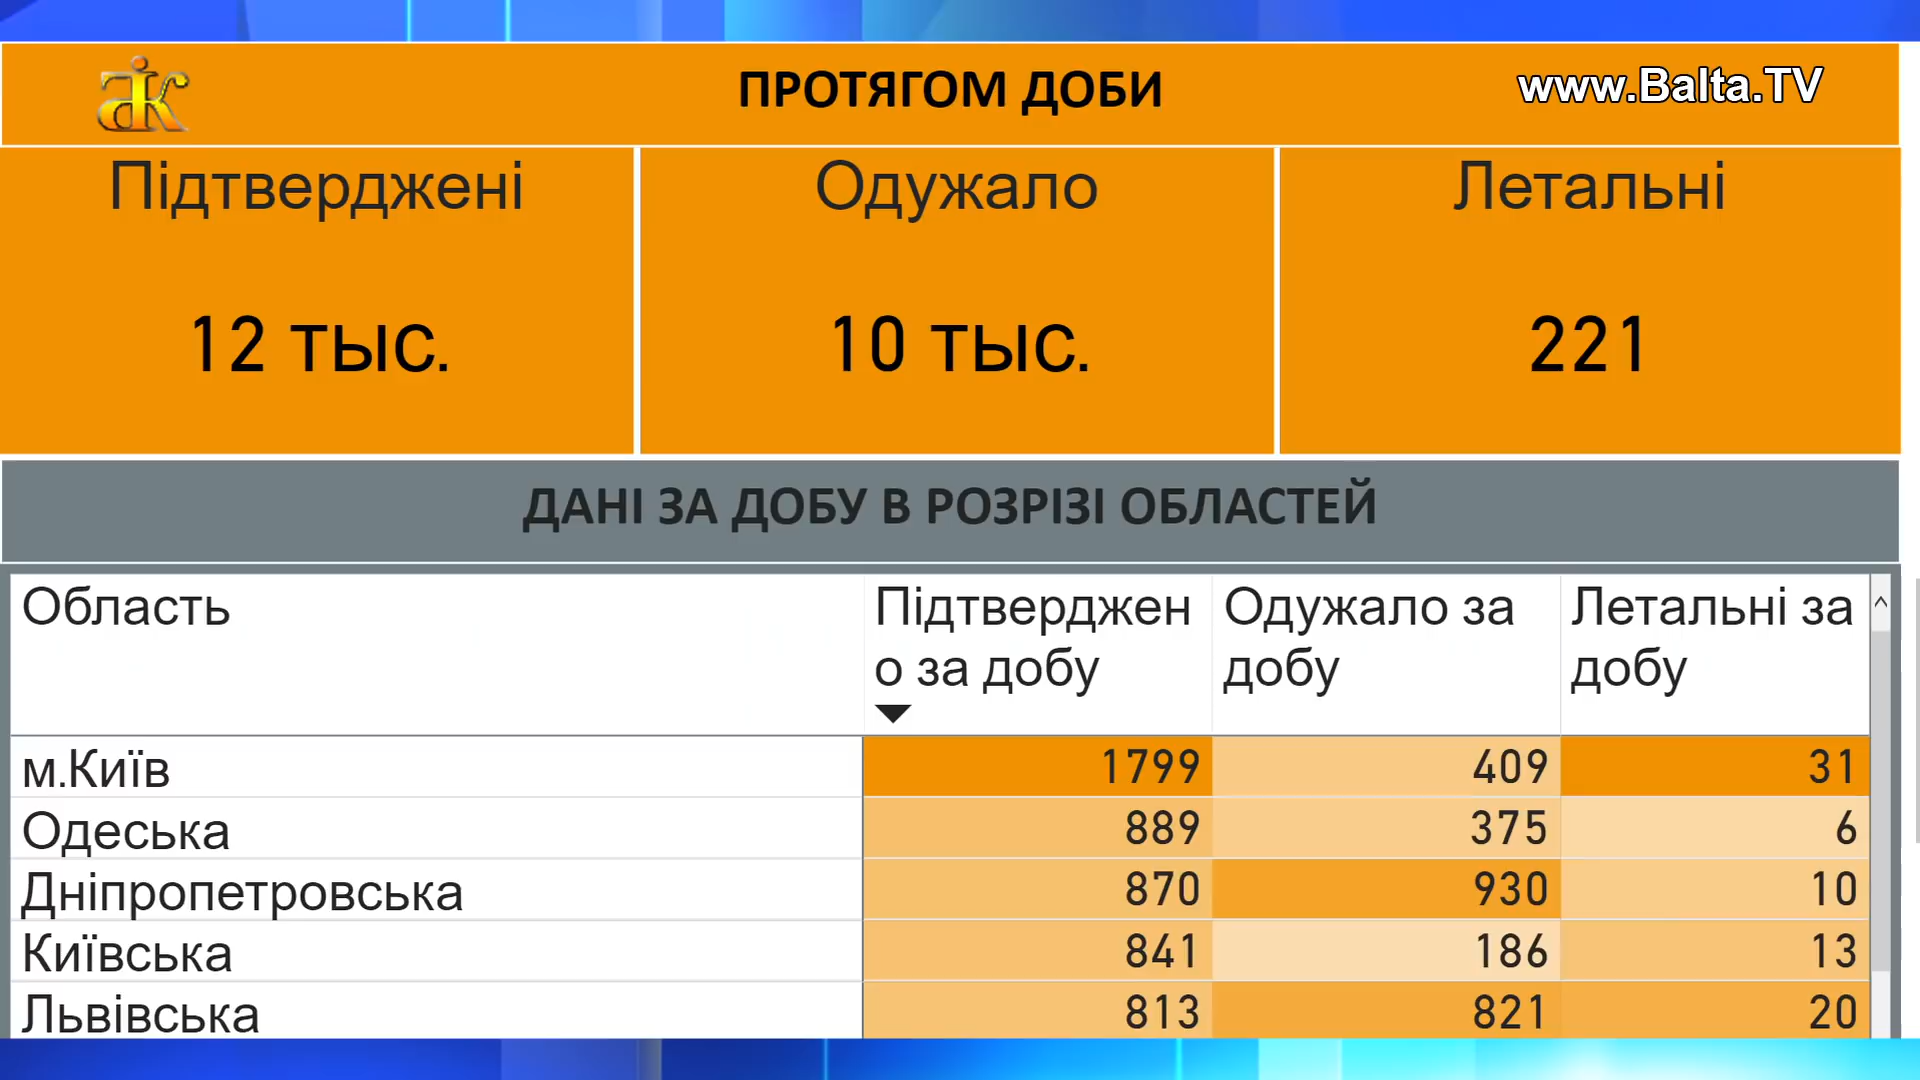 ПРОТЯГОМ ДОБИ
www.Balta.TV
Підтверджені
Одужало
Летальні
12 тыс.
10 тыс.
221
ДАНІ ЗА ДОБУ В РОЗРІЗІ ОБЛАСТЕЙ
Область
Підтверджен
о за добу
Одужало за
добу
Летальні за
добу
м.Київ 1799 409 31
Одеська 889 375 6
Дніпропетровська 870 930 10
Київська 841 186 13
Львівська 813 821 20